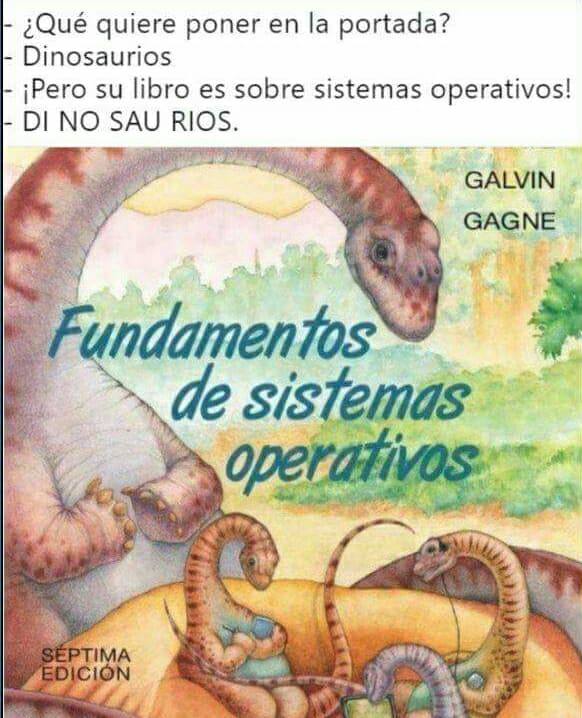 - ¿Qué quiere poner en la portada?
- Dinosaurios
- ¡Pero su libro es sobre sistemas operativos!
- DI NO SAU RIOS.
GALVIN
GAGNE
Fundamentos
de sistemas
operativos
SÉPTIMA
EDICIÓN